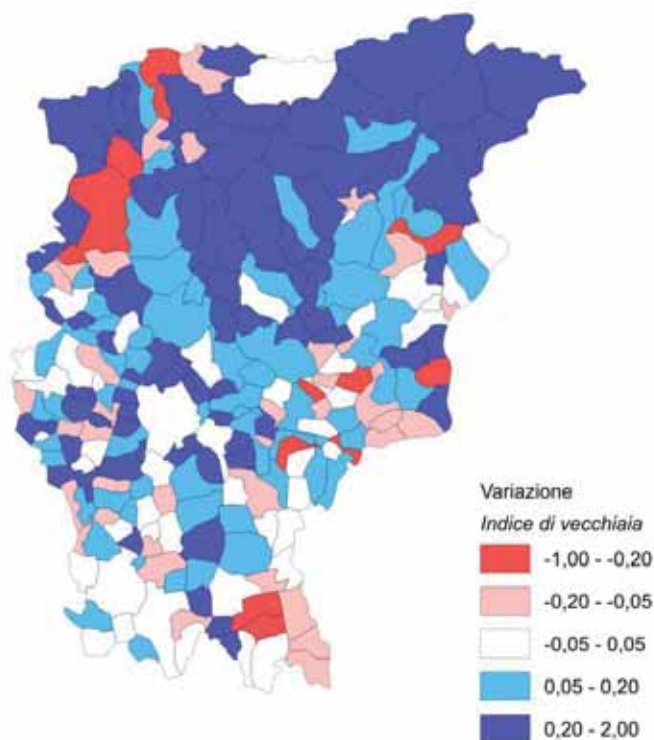 Variazione
Indice di vecchiaia
-1,00 - -0,20
-0,20 - -0,05
-0,05 - 0,05
0,05 - 0,20
0,20 - 2,00